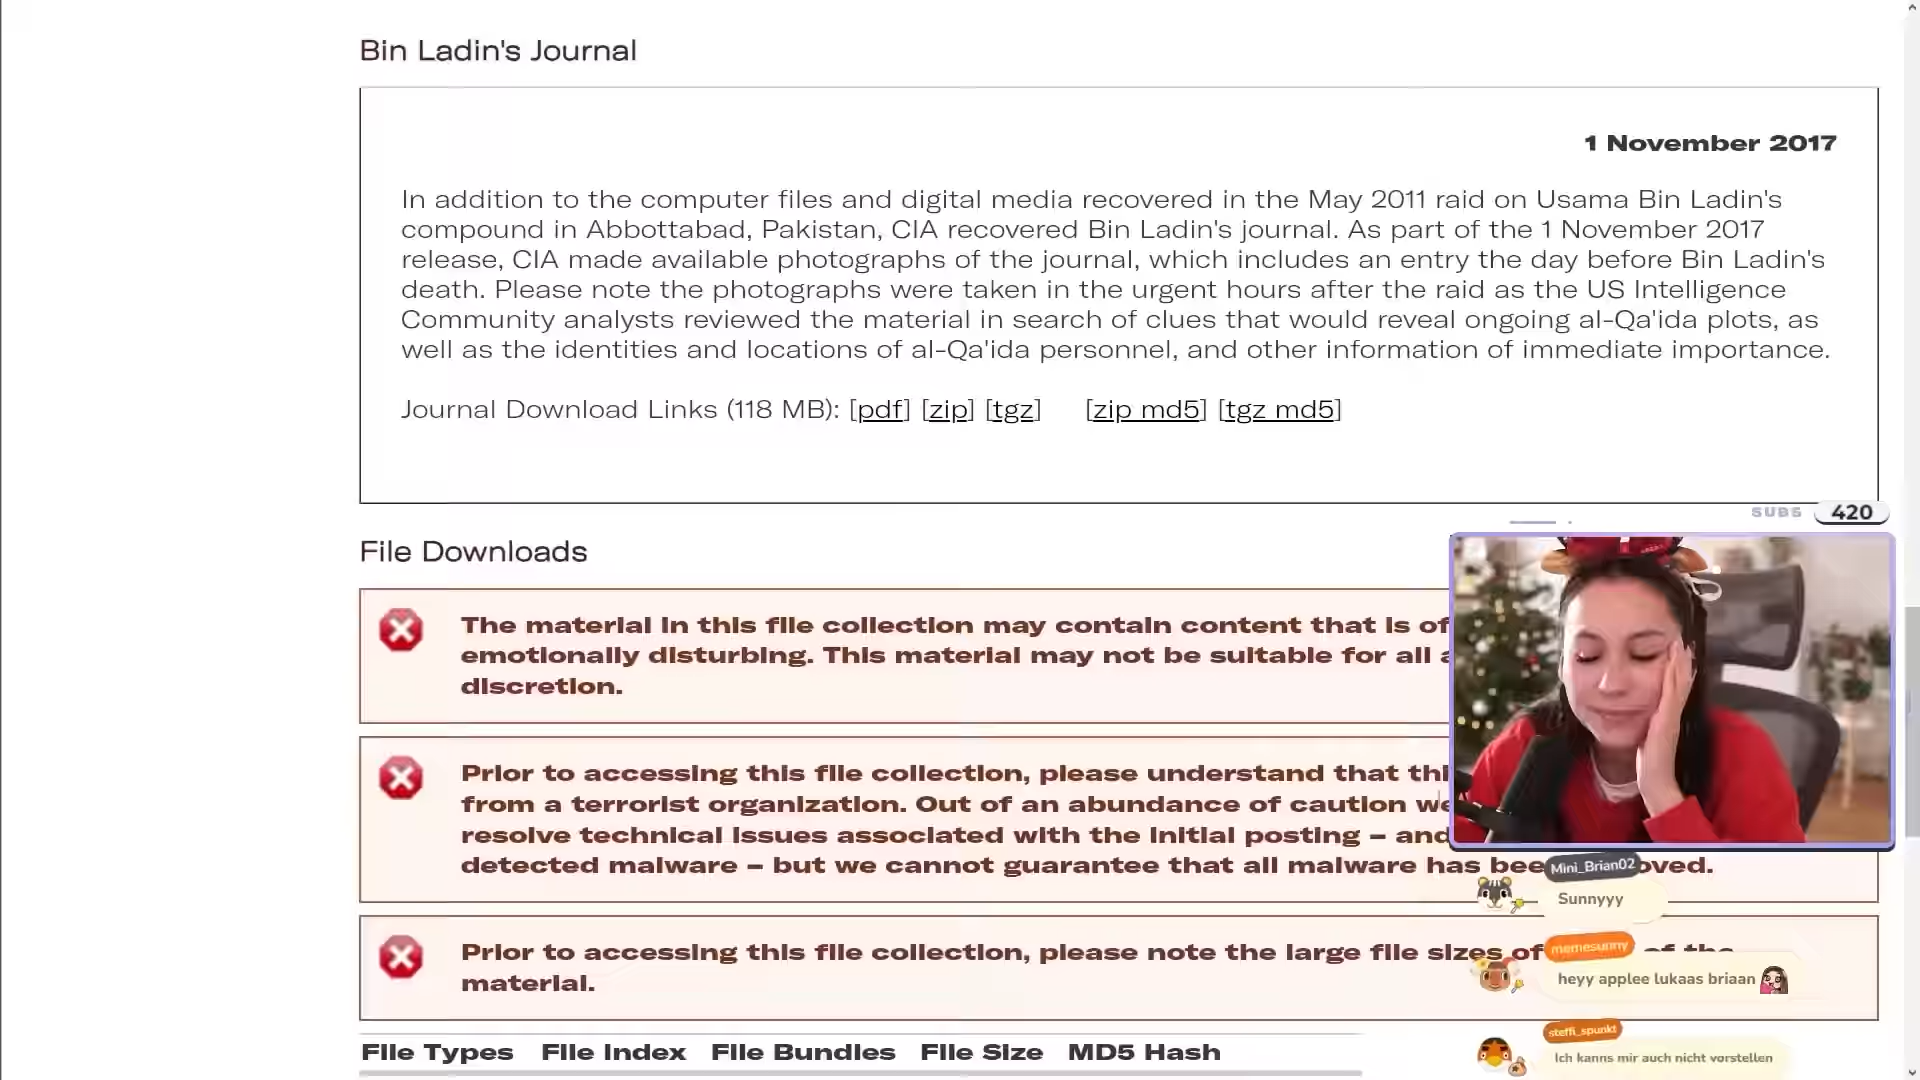 Bin Ladin's Journal
1 November 2017
In addition to the computer files and digital media recovered in the May 2011 raid on Usama Bin Ladin's
compound in Abbottabad, Pakistan, CIA recovered Bin Ladin's journal. As part of the 1 November 2017
release, CIA made available photographs of the journal, which includes an entry the day before Bin Ladin's
death. Please note the photographs were taken in the urgent hours after the raid as the US Intelligence
Community analysts reviewed the material in search of clues that would reveal ongoing al-Qa'ida plots, as
well as the identities and locations of al-Qa'ida personnel, and other information of immediate importance.
Journal Download Links (118 MB): [pdf] [zip] [tgz] [zip md5] [tgz md5]
SUBS 420
File Downloads
The material in this file collection may contain content that is
emotionally disturbing. This material may not be suitable for all
discretion.
Prior to accessing this file collection, please understand that
from a terrorist organization. Out of an abundance of caution we
resolve technical issues associated with the initial posting – and
detected malware – but we cannot guarantee that all malware has
Mini_Brian02
Sunnyyy
Prior to accessing this file collection, please note the large file sizes of of the
material.
memesunny
heyy applee lukaas briaan
steffi_spunkt
Ich kanns mir auch nicht vorstellen
File Types File Index File Bundles File Size MD5 Hash